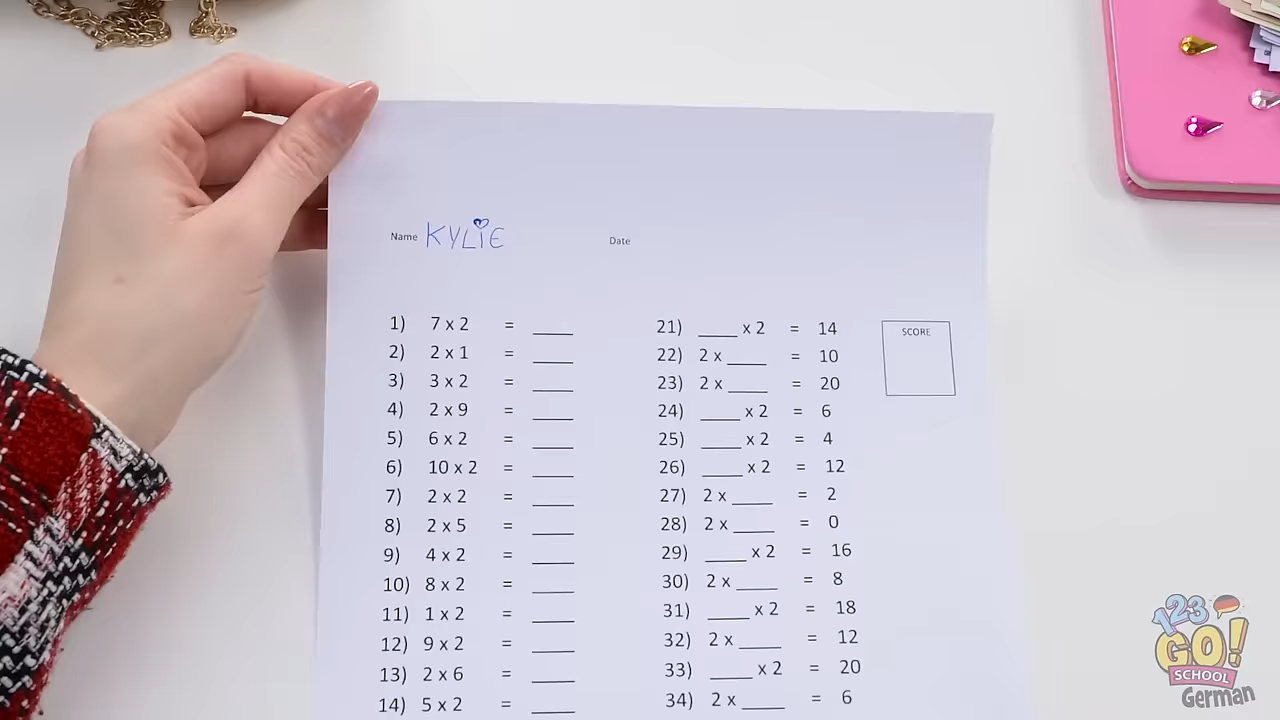 Name KYLIE Date
1) 7 x 2 = ____
2) 2 x 1 = ____
3) 3 x 2 = ____
4) 2 x 9 = ____
5) 6 x 2 = ____
6) 10 x 2 = ____
7) 2 x 2 = ____
8) 2 x 5 = ____
9) 4 x 2 = ____
10) 8 x 2 = ____
11) 1 x 2 = ____
12) 9 x 2 = ____
13) 2 x 6 = ____
14) 5 x 2 = ____
21) ____ x 2 = 14
22) 2 x ____ = 10
23) 2 x ____ = 20
24) ____ x 2 = 6
25) ____ x 2 = 4
26) ____ x 2 = 12
27) 2 x ____ = 2
28) 2 x ____ = 0
29) ____ x 2 = 16
30) 2 x ____ = 8
31) ____ x 2 = 18
32) 2 x ____ = 12
33) ____ x 2 = 20
34) 2 x ____ = 6
SCORE
123
GO!
SCHOOL
German